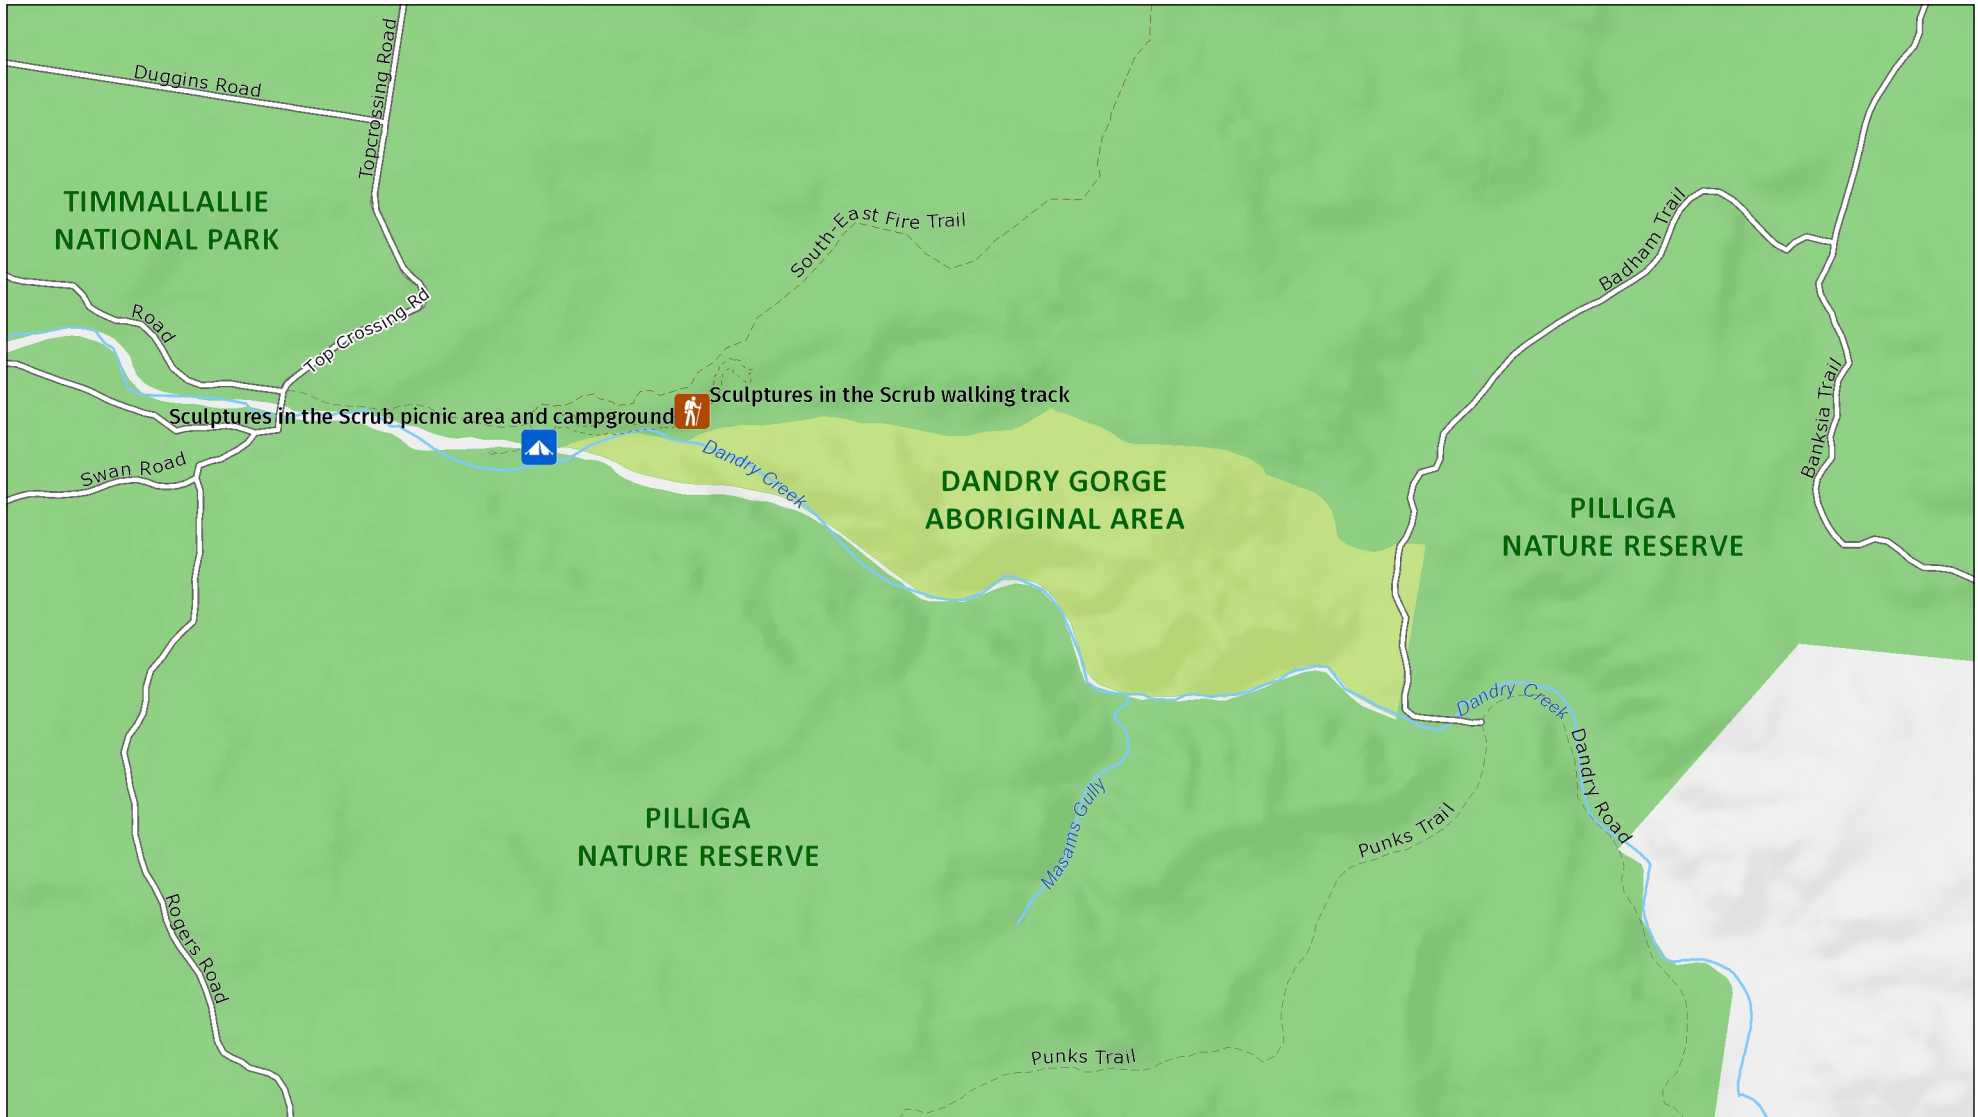 Duggins Road
Topcrossing Road
TIMMALLALLIE
NATIONAL PARK
South-East Fire Trail
Badham Trail
Road
Top Crossing Rd
Sculptures in the Scrub walking track
Sculptures in the Scrub picnic area and campground
Banksia Trail
Swan Road
Dandry Creek
DANDRY GORGE
ABORIGINAL AREA
PILLIGA
NATURE RESERVE
Dandry Creek
Dandry Road
Masams Gully
Punks Trail
PILLIGA
NATURE RESERVE
Rogers Road
Punks Trail